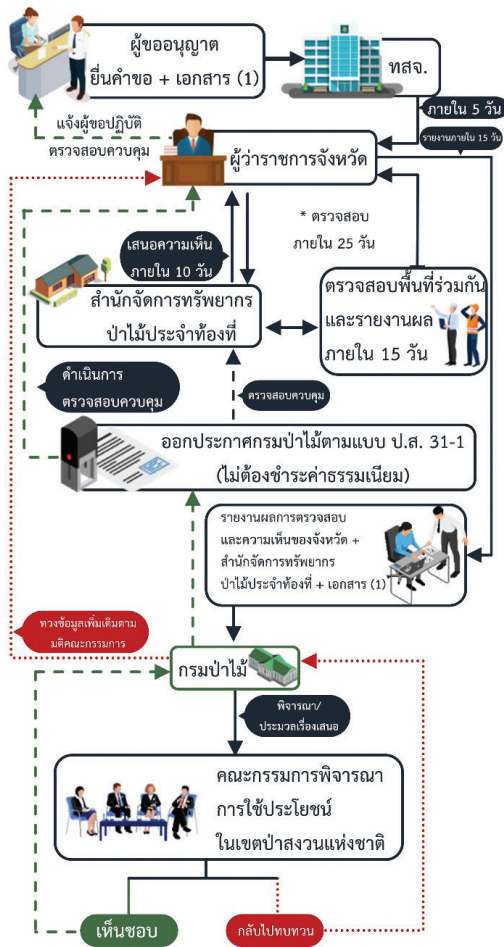 ผู้ขออนุญาต
ยื่นคำขอ + เอกสาร (1)
ทสจ.
ภายใน 5 วัน
รายงานภายใน 15 วัน
แจ้งผู้ขอปฏิบัติ
ตรวจสอบควบคุม
ผู้ว่าราชการจังหวัด
* ตรวจสอบ
ภายใน 25 วัน
เสนอความเห็น
ภายใน 10 วัน
สำนักจัดการทรัพยากร
ป่าไม้ประจำท้องที่
ตรวจสอบพื้นที่ร่วมกัน
และรายงานผล
ภายใน 15 วัน
ดำเนินการ
ตรวจสอบควบคุม
ตรวจสอบควบคุม
ออกประกาศกรมป่าไม้ตามแบบ ป.ส. 31-1
(ไม่ต้องชำระค่าธรรมเนียม)
รายงานผลการตรวจสอบ
และความเห็นของจังหวัด +
สำนักจัดการทรัพยากร
ป่าไม้ประจำท้องที่ + เอกสาร (1)
ทวงข้อมูลเพิ่มเติมตาม
มติคณะกรรมการ
กรมป่าไม้
พิจารณา/
ประมวลเรื่องเสนอ
คณะกรรมการพิจารณา
การใช้ประโยชน์
ในเขตป่าสงวนแห่งชาติ
เห็นชอบ
กลับไปทบทวน